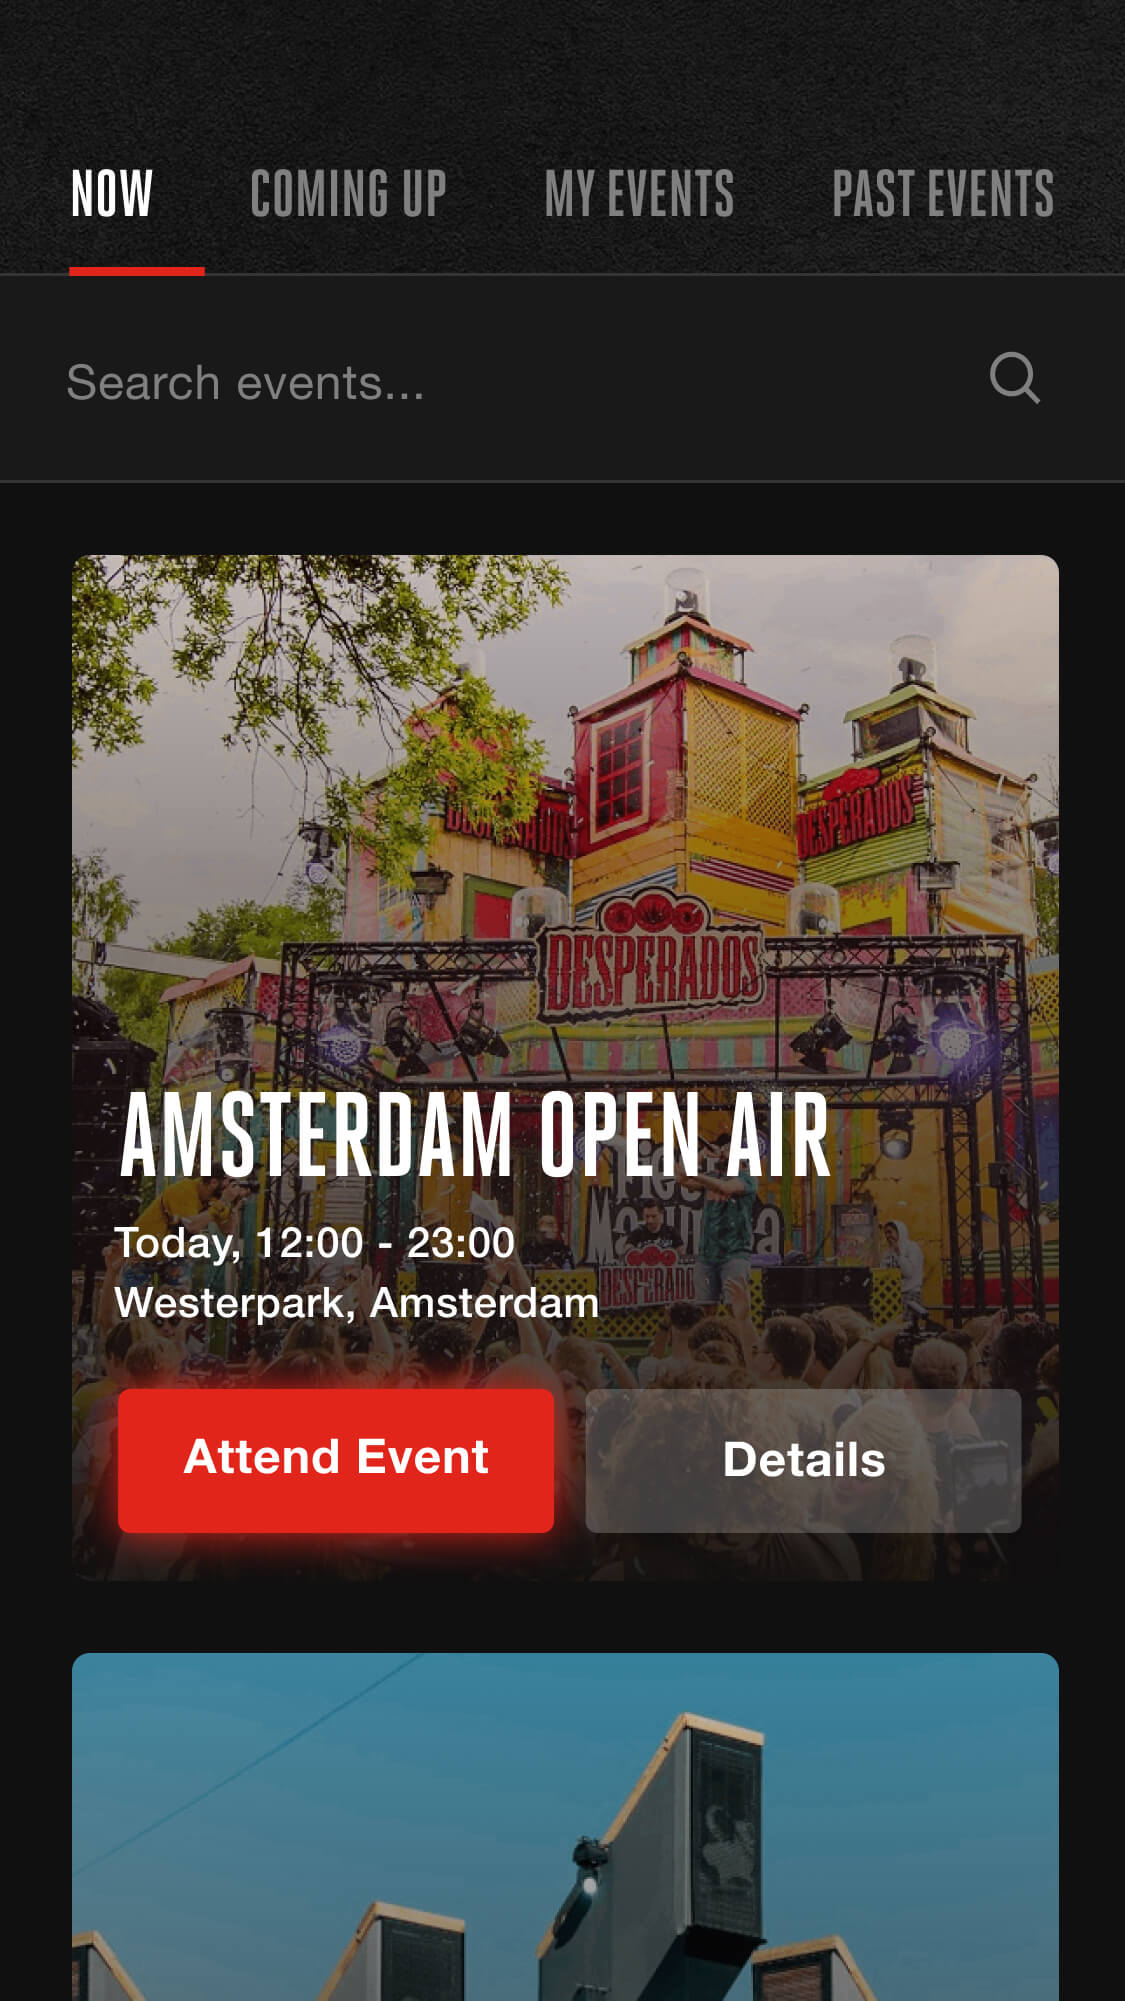 NOW COMING UP MY EVENTS PAST EVENTS
Search events...
DESPERADOS DESPERADOS
DESPERADOS
AMSTERDAM OPEN AIR
Today, 12:00 - 23:00
Westerpark, Amsterdam
Attend Event Details